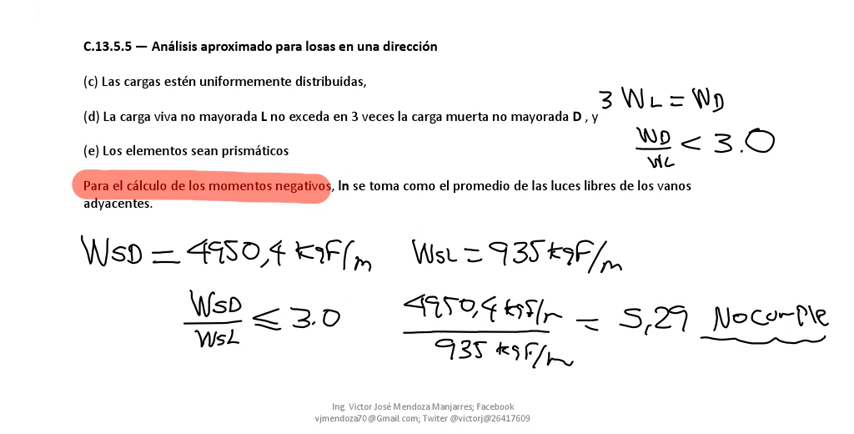 C.13.5.5 — Análisis aproximado para losas en una dirección
(c) Las cargas estén uniformemente distribuidas,
(d) La carga viva no mayorada L no exceda en 3 veces la carga muerta no mayorada D , y
3 WL = WD
WD/WL < 3.0
(e) Los elementos sean prismáticos
Para el cálculo de los momentos negativos, ln se toma como el promedio de las luces libres de los vanos
adyacentes.
WSD = 4950,4 kgF/m WSL = 935 kgF/m
WSD/WSL ≤ 3.0 4950,4 kgf/m / 935 kgF/m = 5,29 No cumple
Ing. Victor José Mendoza Manjarres; Facebook
vjmendoza70@Gmail com; Twiter @victorj@26417609